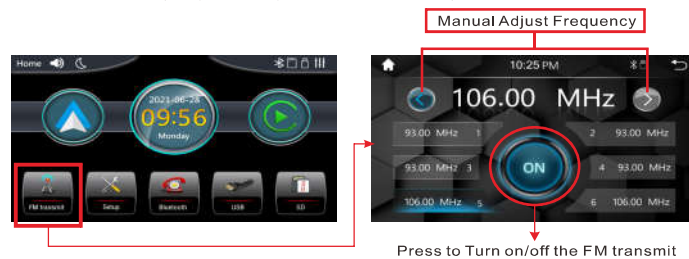 Manual Adjust Frequency
Home
2021-06-28
09:56
Monday
FM transmit
Setup
Bluetooth
USB
SD
10:25 PM
106.00 MHz
93.00 MHz 1
2 93.00 MHz
93.00 MHz 3
ON
4 93.00 MHz
106.00 MHz 5
6 106.00 MHz
Press to Turn on/off the FM transmit